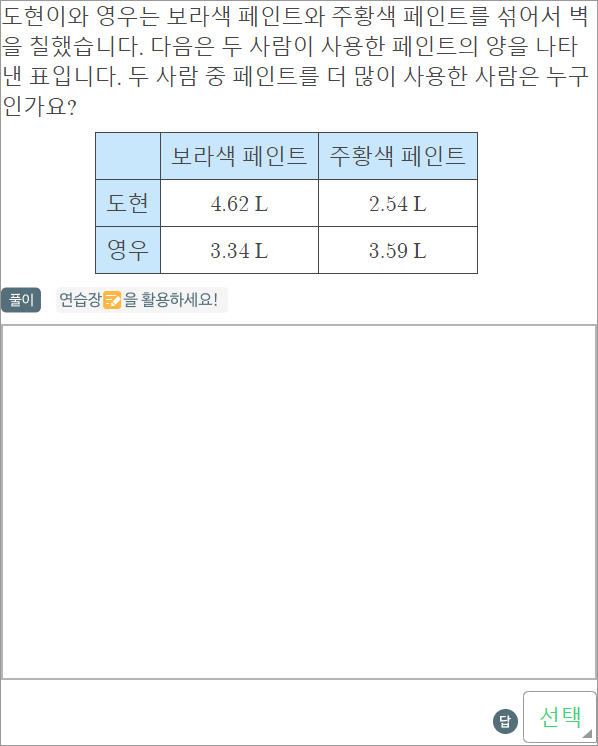 도현이와 영우는 보라색 페인트와 주황색 페인트를 섞어서 벽
을 칠했습니다. 다음은 두 사람이 사용한 페인트의 양을 나타
낸 표입니다. 두 사람 중 페인트를 더 많이 사용한 사람은 누구
인가요?
보라색 페인트 주황색 페인트
도현 4.62 L 2.54 L
영우 3.34 L 3.59 L
풀이 연습장을 활용하세요!
답 선택